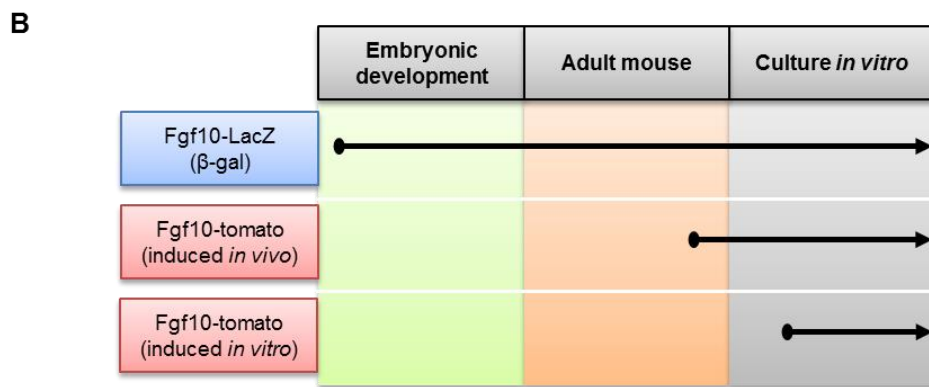 B
Embryonic
development
Adult mouse
Culture in vitro
Fgf10-LacZ
(β-gal)
Fgf10-tomato
(induced in vivo)
Fgf10-tomato
(induced in vitro)